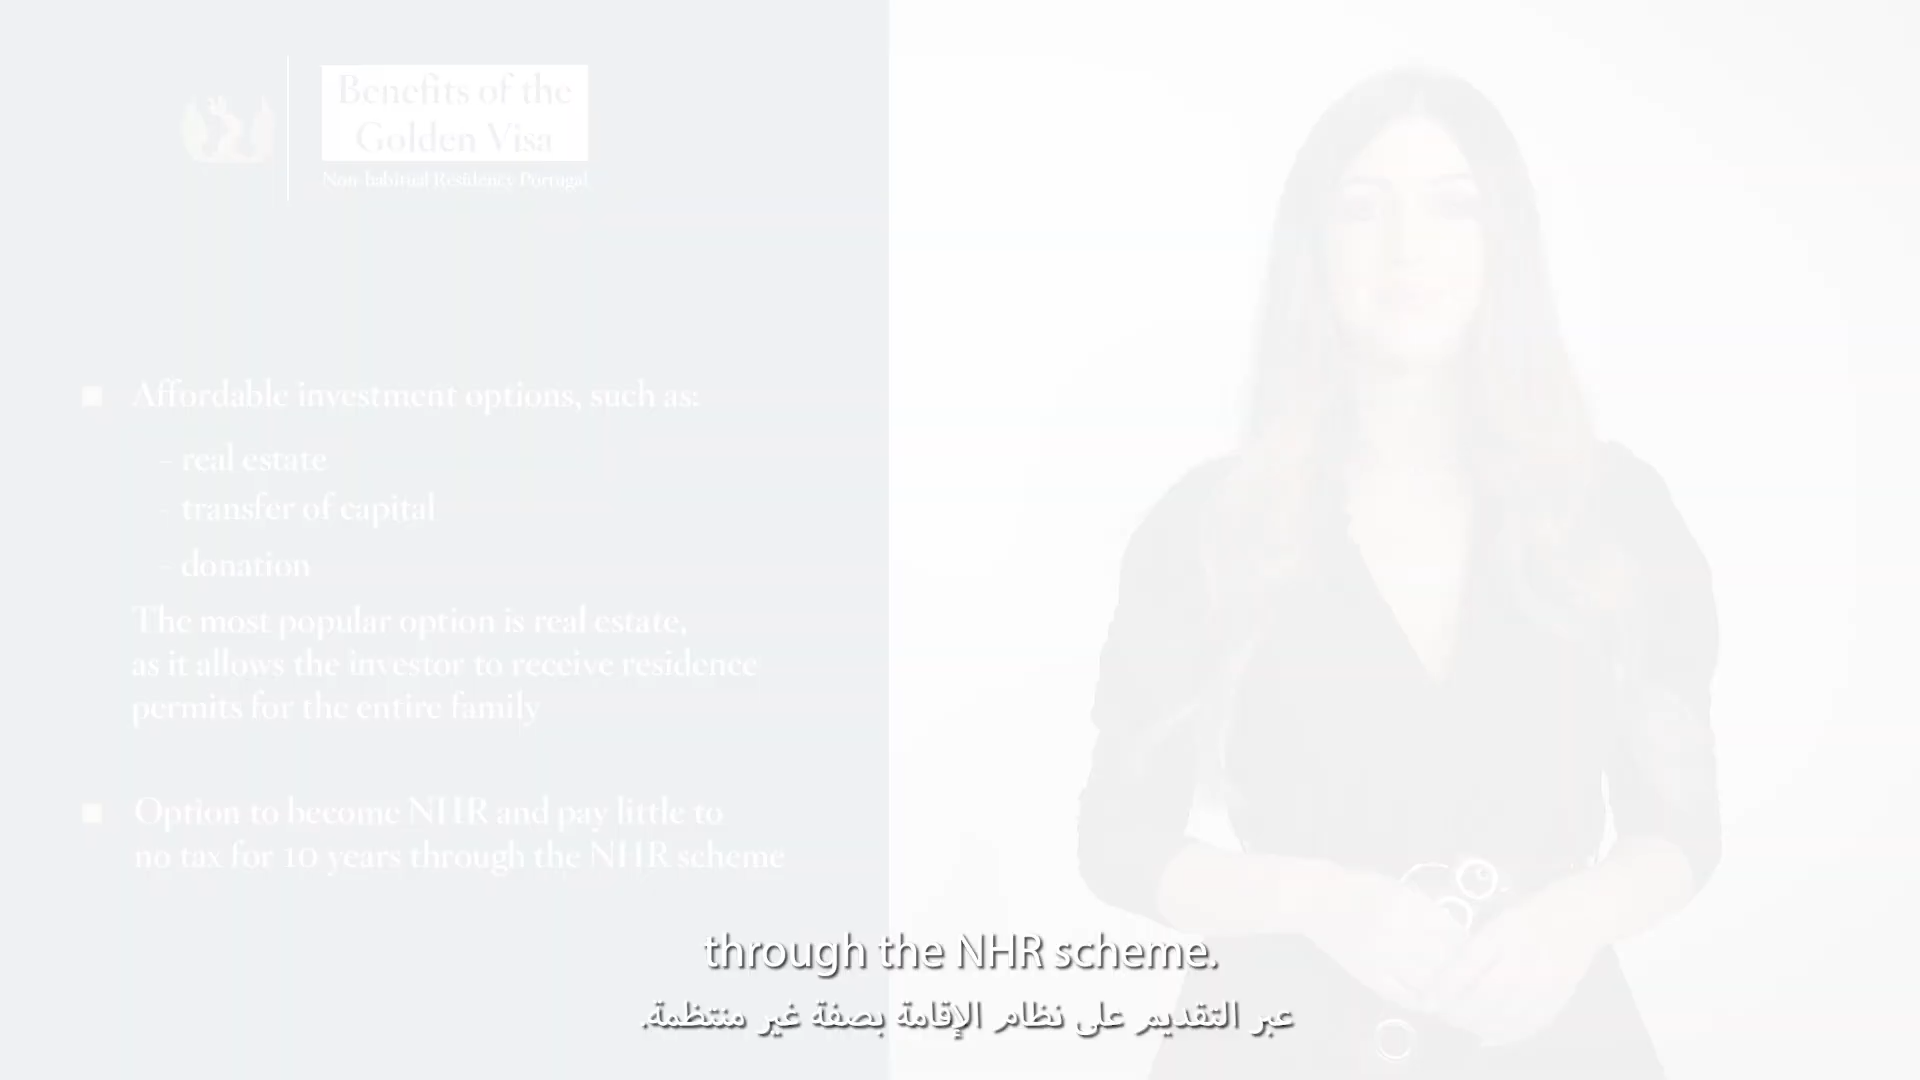 Benefits of the
Golden Visa
Non-habitual Residency Portugal
Affordable investment options, such as:
- real estate
- transfer of capital
- donation
The most popular option is real estate,
as it allows the investor to receive residence
permits for the entire family
Option to become NHR and pay little to
no tax for 10 years through the NHR scheme
through the NHR scheme.
عبر التقديم على نظام الإقامة بصفة غير منتظمة.